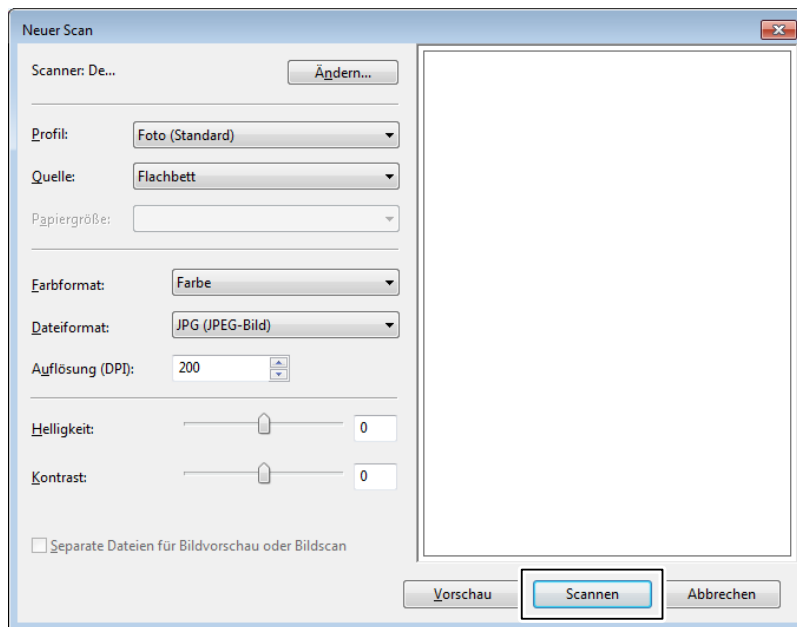 Neuer Scan
Scanner: De...
Ändern...
Profil:
Foto (Standard)
Quelle:
Flachbett
Papiergröße:
Farbformat:
Farbe
Dateiformat:
JPG (JPEG-Bild)
Auflösung (DPI):
200
Helligkeit:
0
Kontrast:
0
Separate Dateien für Bildvorschau oder Bildscan
Vorschau
Scannen
Abbrechen